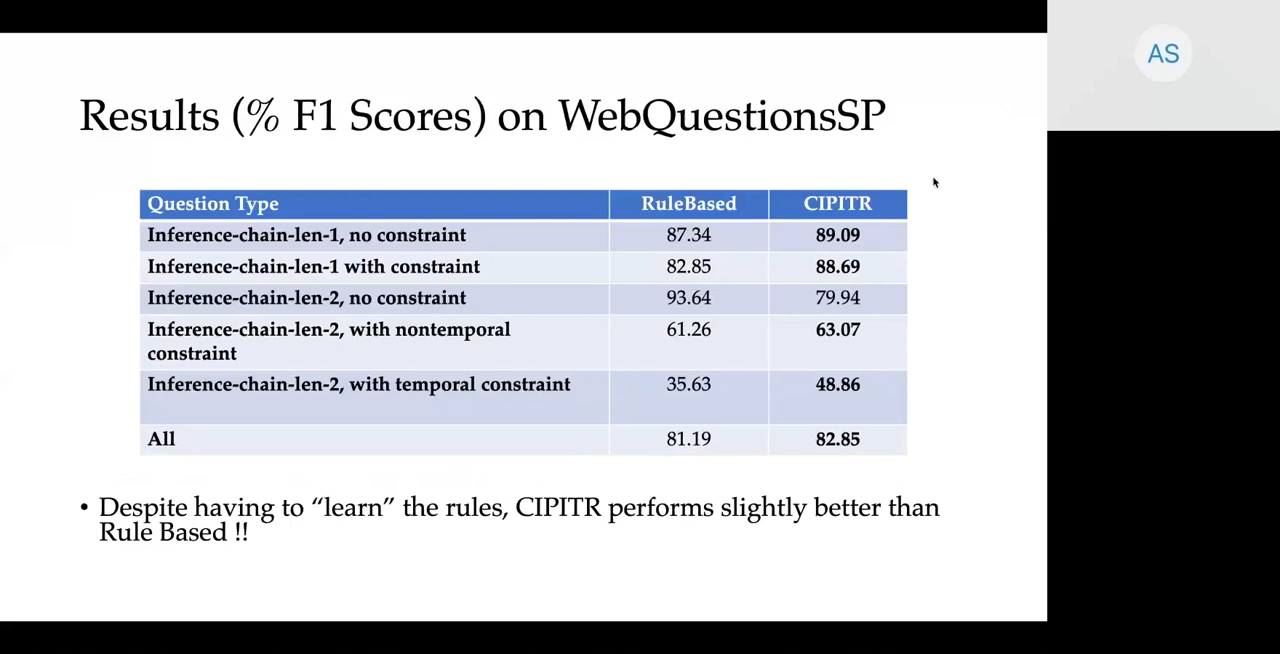 AS
Results (% F1 Scores) on WebQuestionsSP
Question Type RuleBased CIPITR
Inference-chain-len-1, no constraint 87.34 89.09
Inference-chain-len-1 with constraint 82.85 88.69
Inference-chain-len-2, no constraint 93.64 79.94
Inference-chain-len-2, with nontemporal 61.26 63.07
constraint
Inference-chain-len-2, with temporal constraint 35.63 48.86
All 81.19 82.85
• Despite having to “learn” the rules, CIPITR performs slightly better than
Rule Based !!